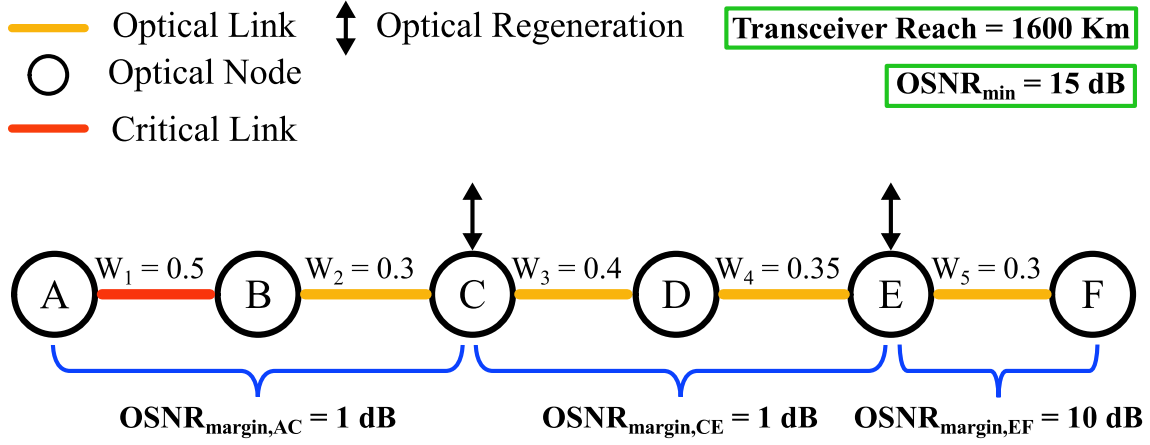 Optical Link
Optical Regeneration
Transceiver Reach = 1600 Km
Optical Node
OSNRmin = 15 dB
Critical Link
W1 = 0.5
W2 = 0.3
W3 = 0.4
W4 = 0.35
W5 = 0.3
A
B
C
D
E
F
OSNRmargin,AC = 1 dB
OSNRmargin,CE = 1 dB
OSNRmargin,EF = 10 dB